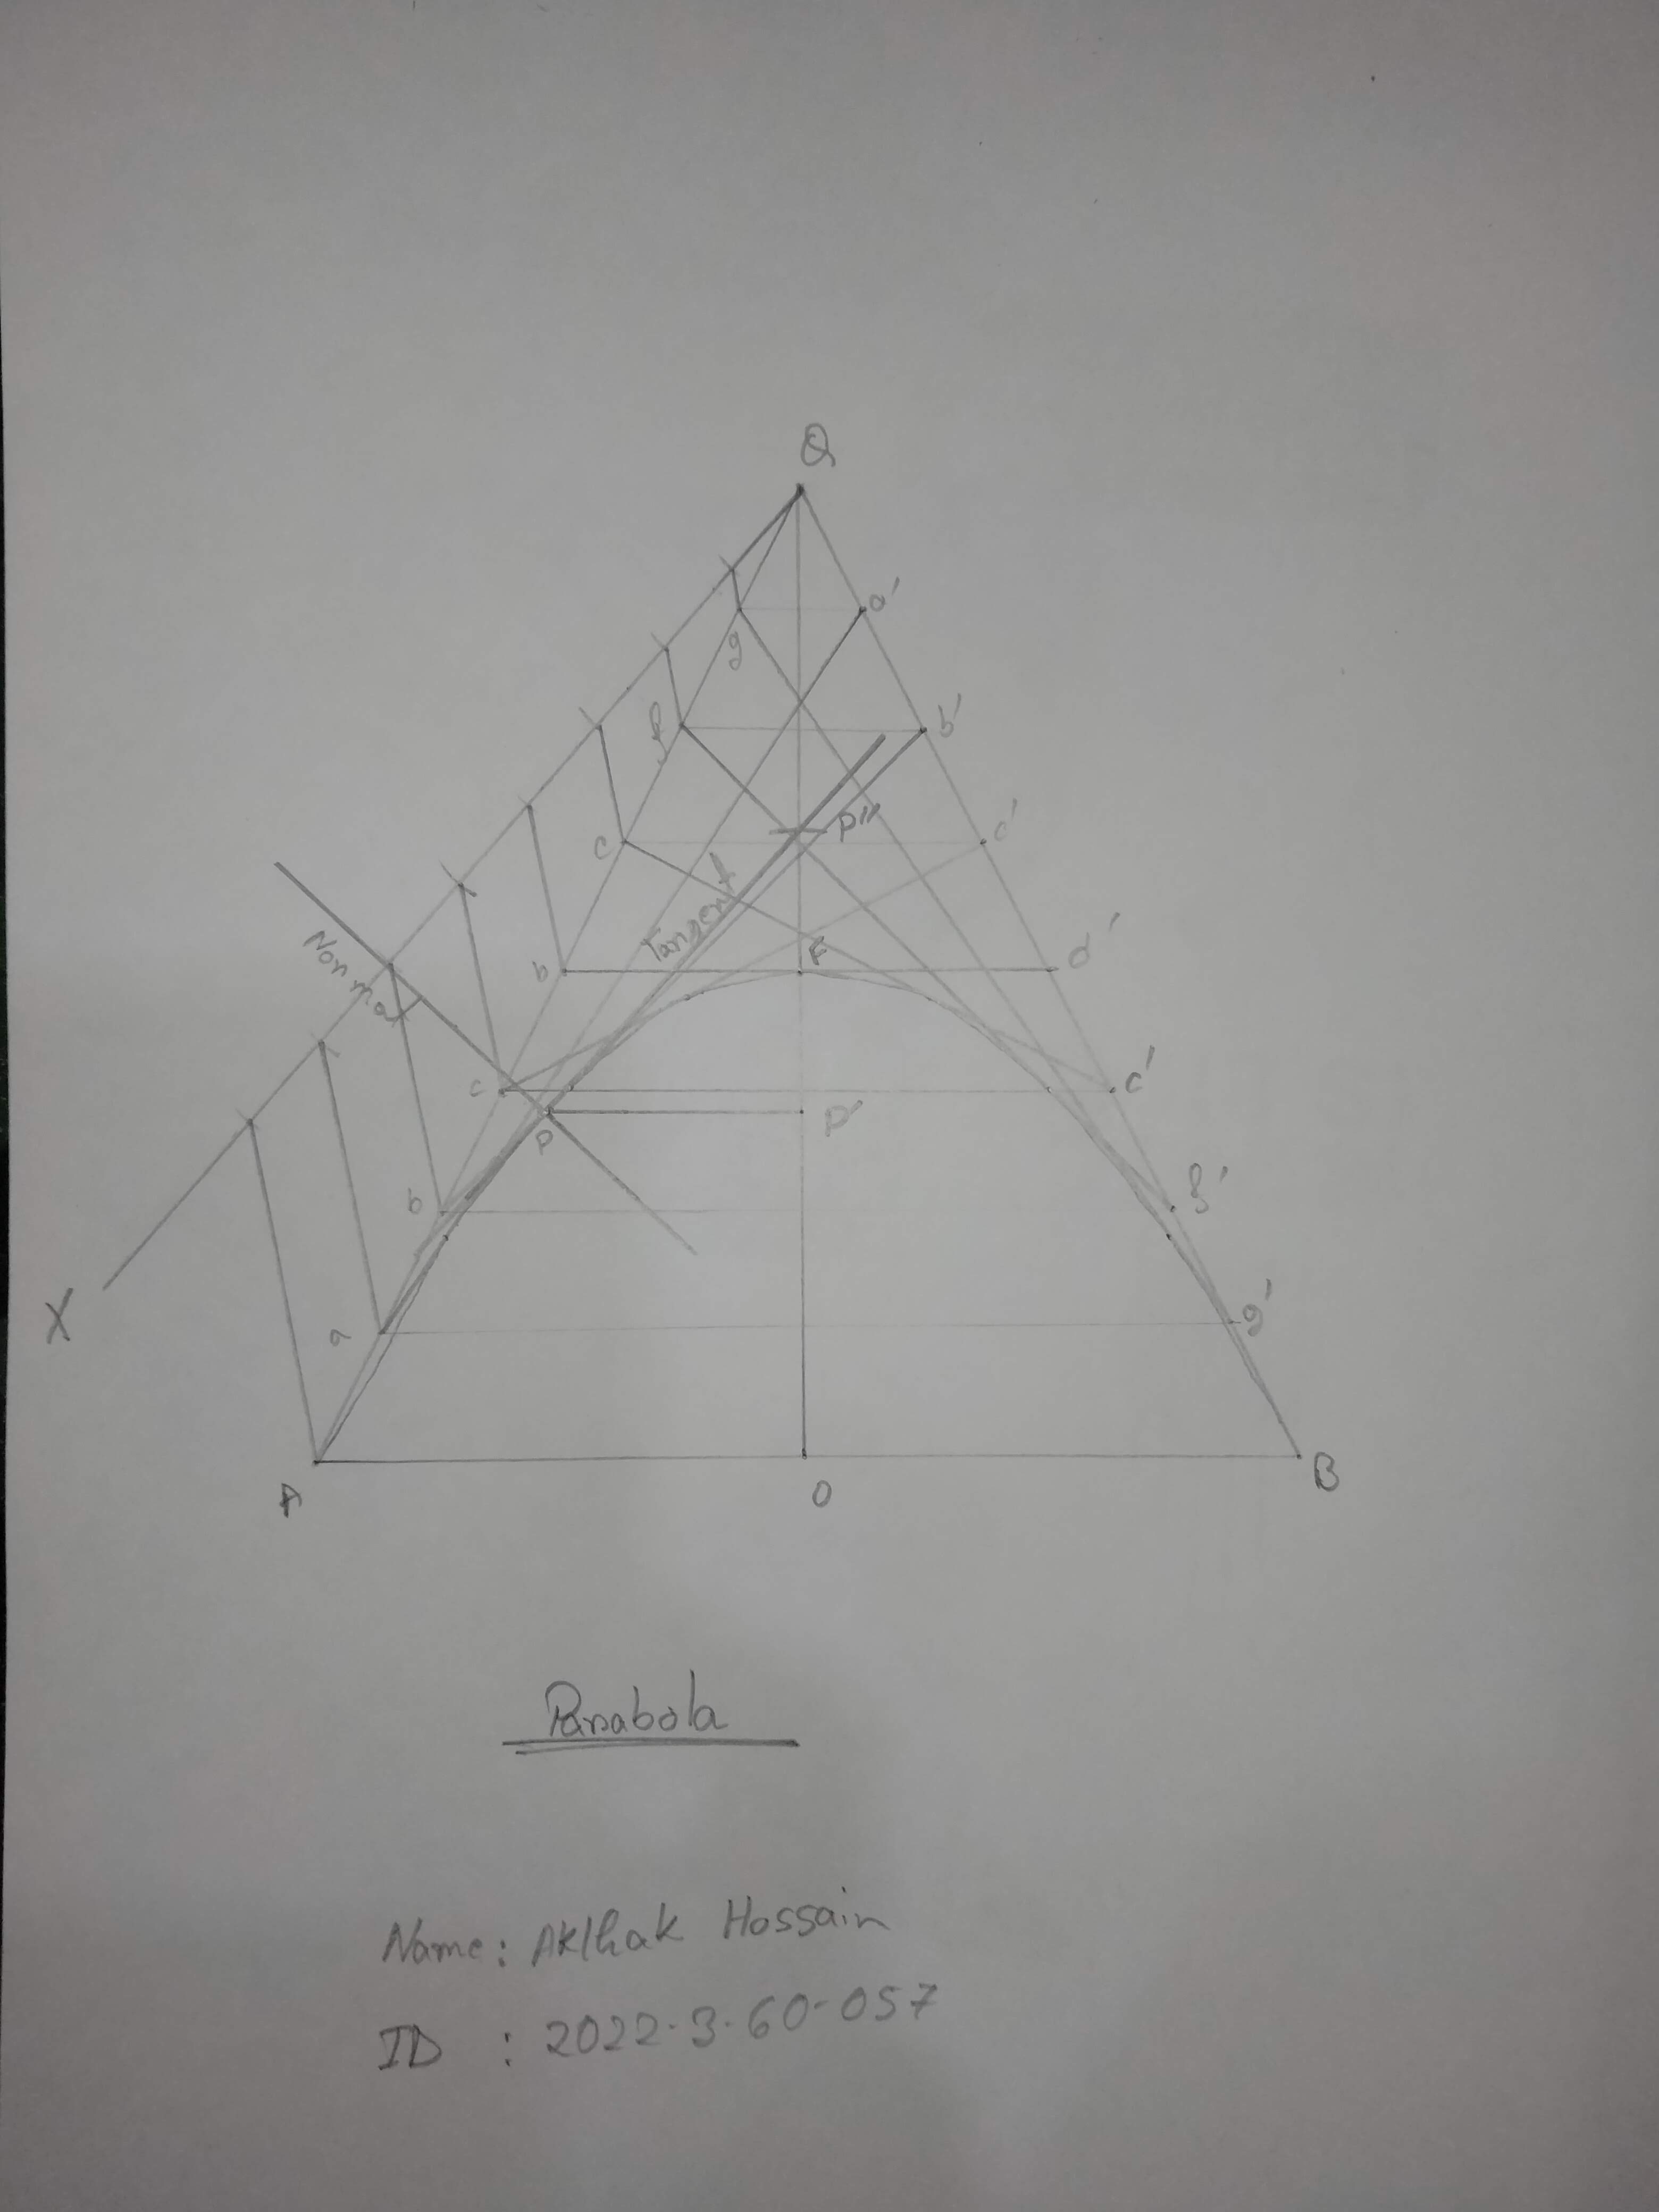 Q
a'
g
b'
f
P"
c'
c
Tangent
F
d'
b
Normal
c'
c
P'
P
f'
b
g'
X
a
A
O
B
Parabola
Name: Aklhak Hossain
ID : 2022-3-60-057